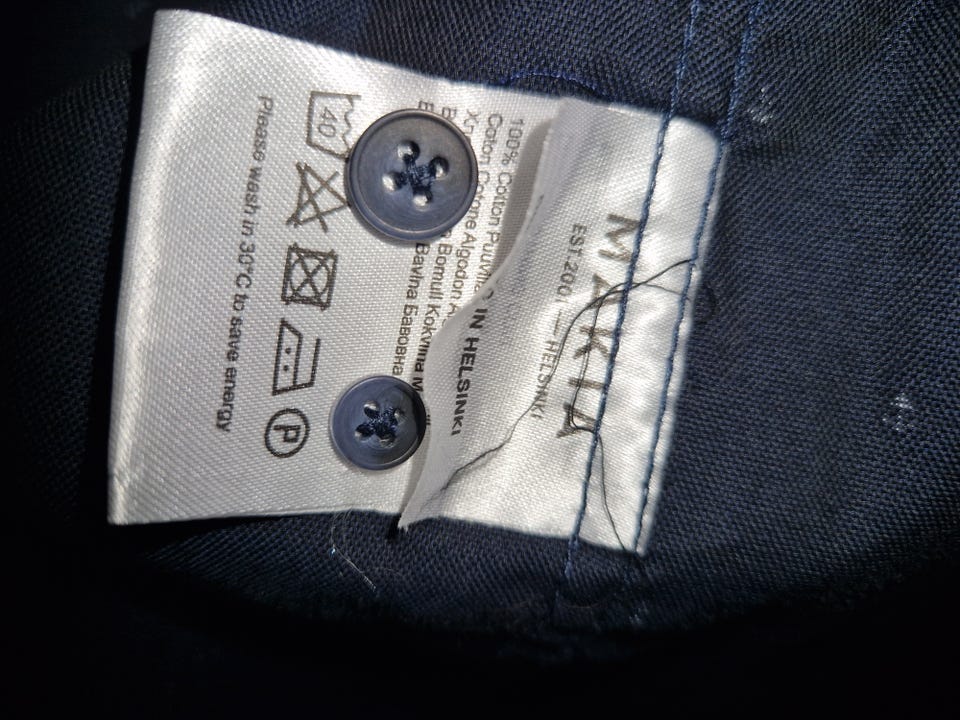 MAKIA
EST. 2001 — HELSINKI
IN HELSINKI
100% Cotton Puuvilla
Coton Cotone Algodon
Bomull Kokvilna
Bavlna Бавовна
40
P
Please wash in 30°C to save energy